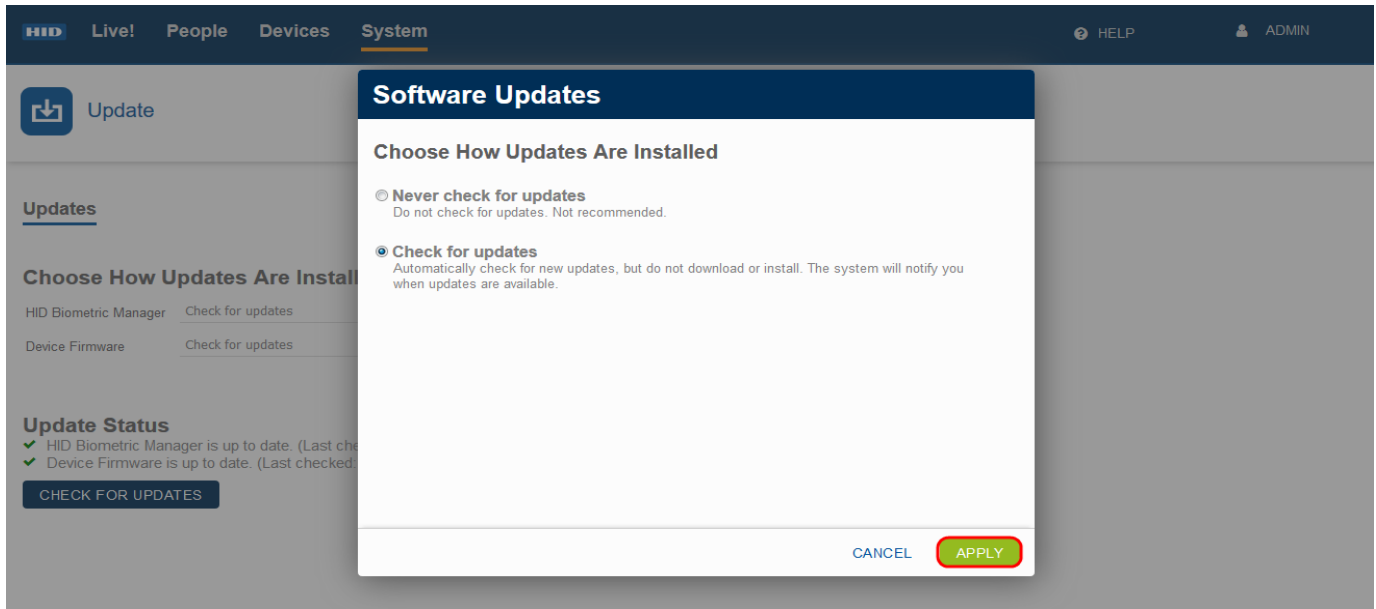 HID Live! People Devices System HELP ADMIN
Update
Software Updates
Choose How Updates Are Installed
Never check for updates
Do not check for updates. Not recommended.
Check for updates
Automatically check for new updates, but do not download or install. The system will notify you
when updates are available.
CANCEL APPLY
Updates
Choose How Updates Are Install
HID Biometric Manager Check for updates
Device Firmware Check for updates
Update Status
HID Biometric Manager is up to date. (Last che
Device Firmware is up to date. (Last checked:
CHECK FOR UPDATES